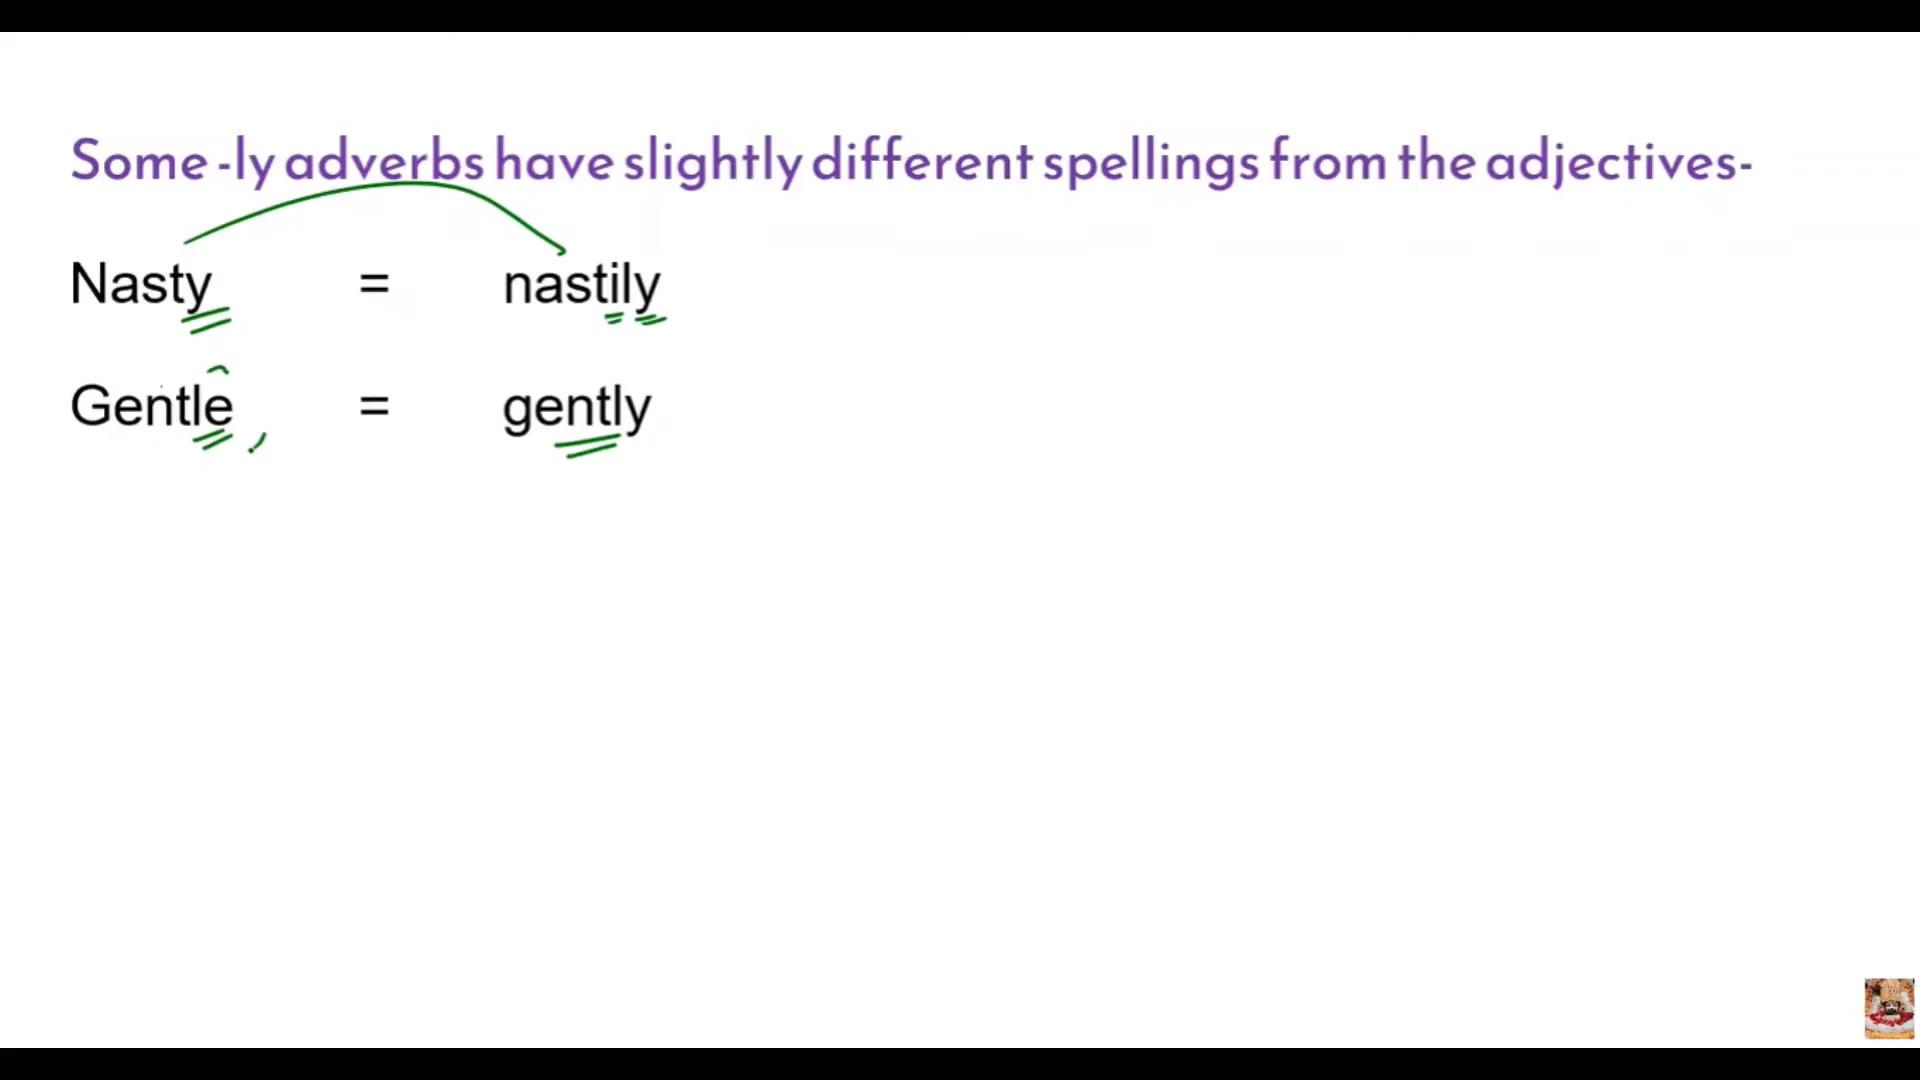 Some -ly adverbs have slightly different spellings from the adjectives-
Nasty = nastily
Gentle = gently